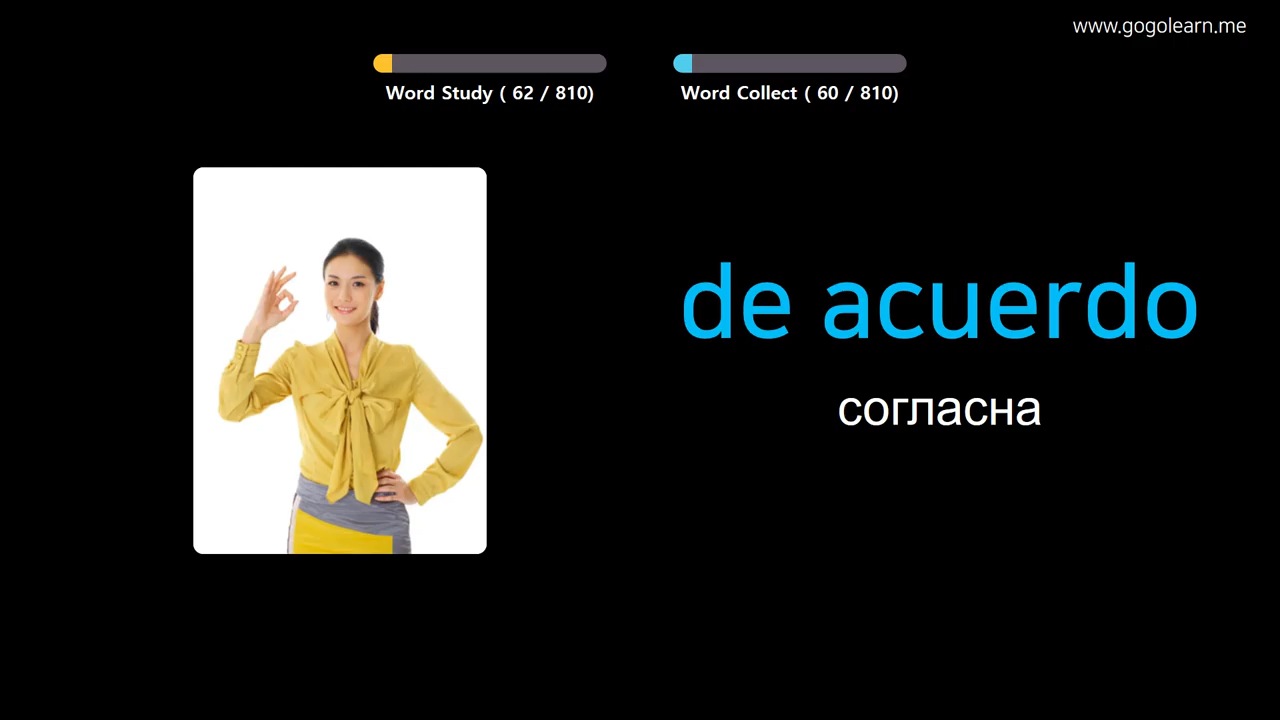 www.gogolearn.me
Word Study ( 62 / 810)
Word Collect ( 60 / 810)
de acuerdo
согласна